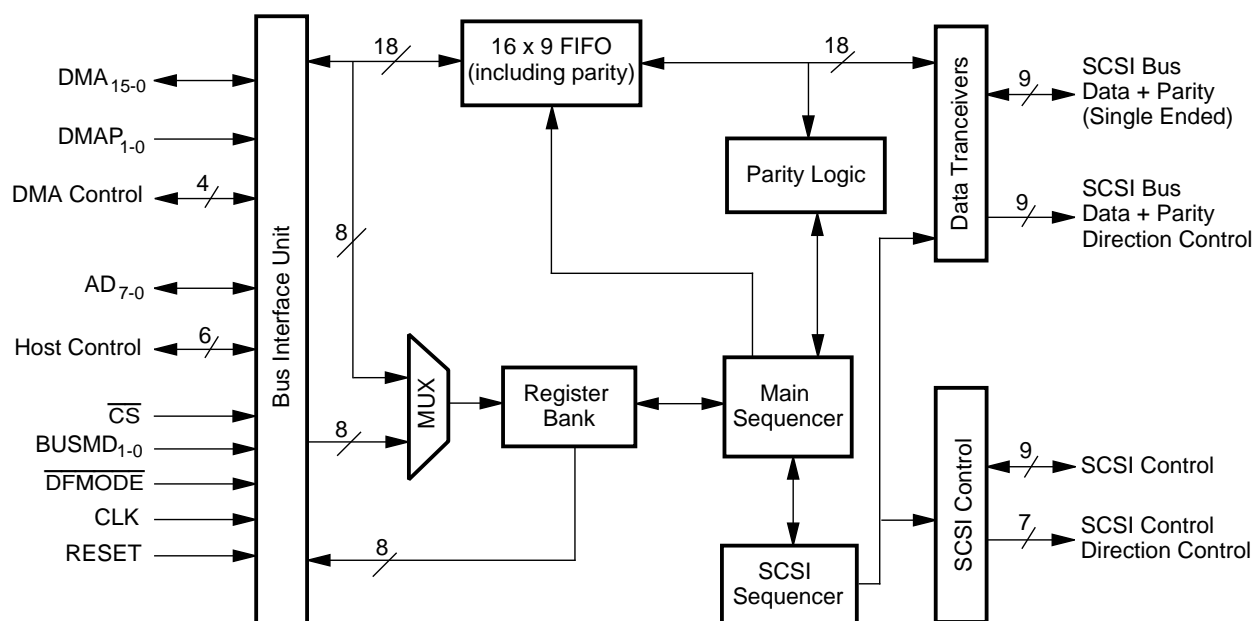 DMA15-0
DMAP1-0
DMA Control
4
AD7-0
Host Control
6
CS
BUSMD1-0
DFMODE
CLK
RESET
Bus Interface Unit
18
8
8
8
MUX
16 x 9 FIFO
(including parity)
Register
Bank
18
Parity Logic
Main
Sequencer
SCSI
Sequencer
Data Tranceivers
SCSI Control
9
SCSI Bus
Data + Parity
(Single Ended)
9
SCSI Bus
Data + Parity
Direction Control
9
SCSI Control
7
SCSI Control
Direction Control